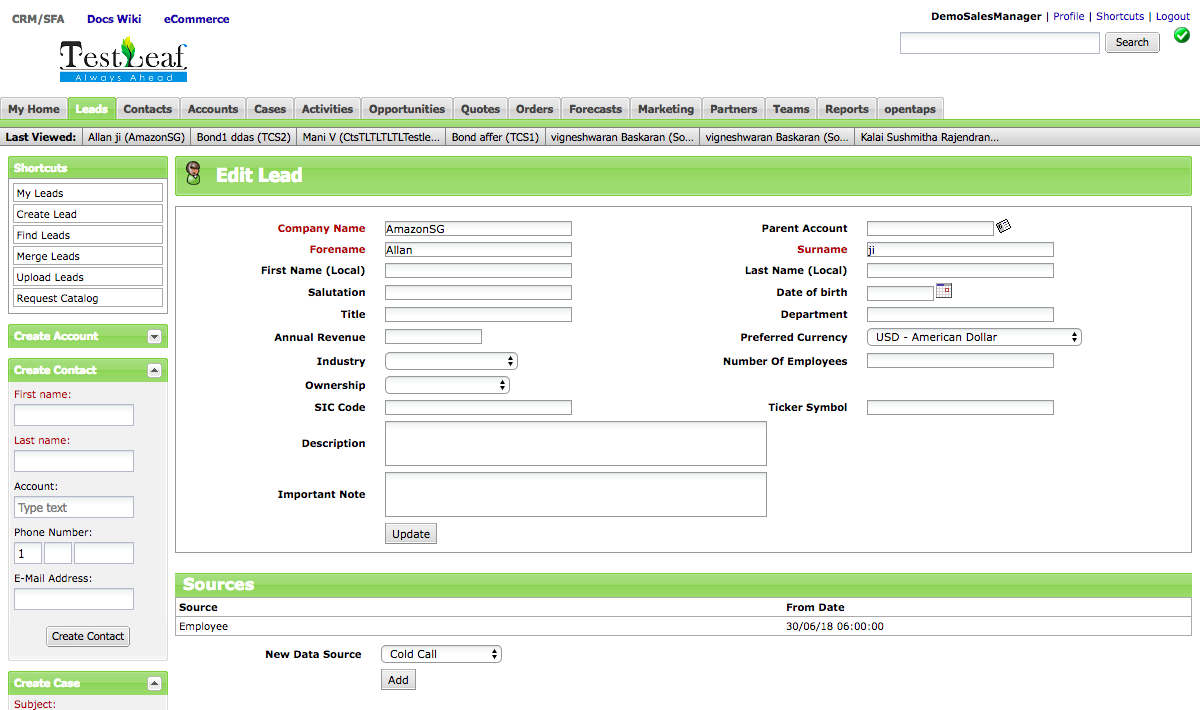 CRM/SFA Docs Wiki eCommerce
DemoSalesManager | Profile | Shortcuts | Logout
Search
TestLeaf
Always Ahead
My Home Leads Contacts Accounts Cases Activities Opportunities Quotes Orders Forecasts Marketing Partners Teams Reports opentaps
Last Viewed: Allan ji (AmazonSG) Bond1 ddas (TCS2) Mani V (CtsTLTLTLTLTestle... Bond affer (TCS1) vigneshwaran Baskaran (So... vigneshwaran Baskaran (So... Kalai Sushmitha Rajendran...
Shortcuts
My Leads
Create Lead
Find Leads
Merge Leads
Upload Leads
Request Catalog
Create Account
Create Contact
First name:
Last name:
Account:
Type text
Phone Number:
1
E-Mail Address:
Create Contact
Create Case
Subject:
Edit Lead
Company Name AmazonSG Parent Account
Forename Allan Surname ji
First Name (Local) Last Name (Local)
Salutation Date of birth
Title Department
Annual Revenue Preferred Currency USD - American Dollar
Industry Number Of Employees
Ownership
SIC Code Ticker Symbol
Description
Important Note
Update
Sources
Source From Date
Employee 30/06/18 06:00:00
New Data Source Cold Call
Add